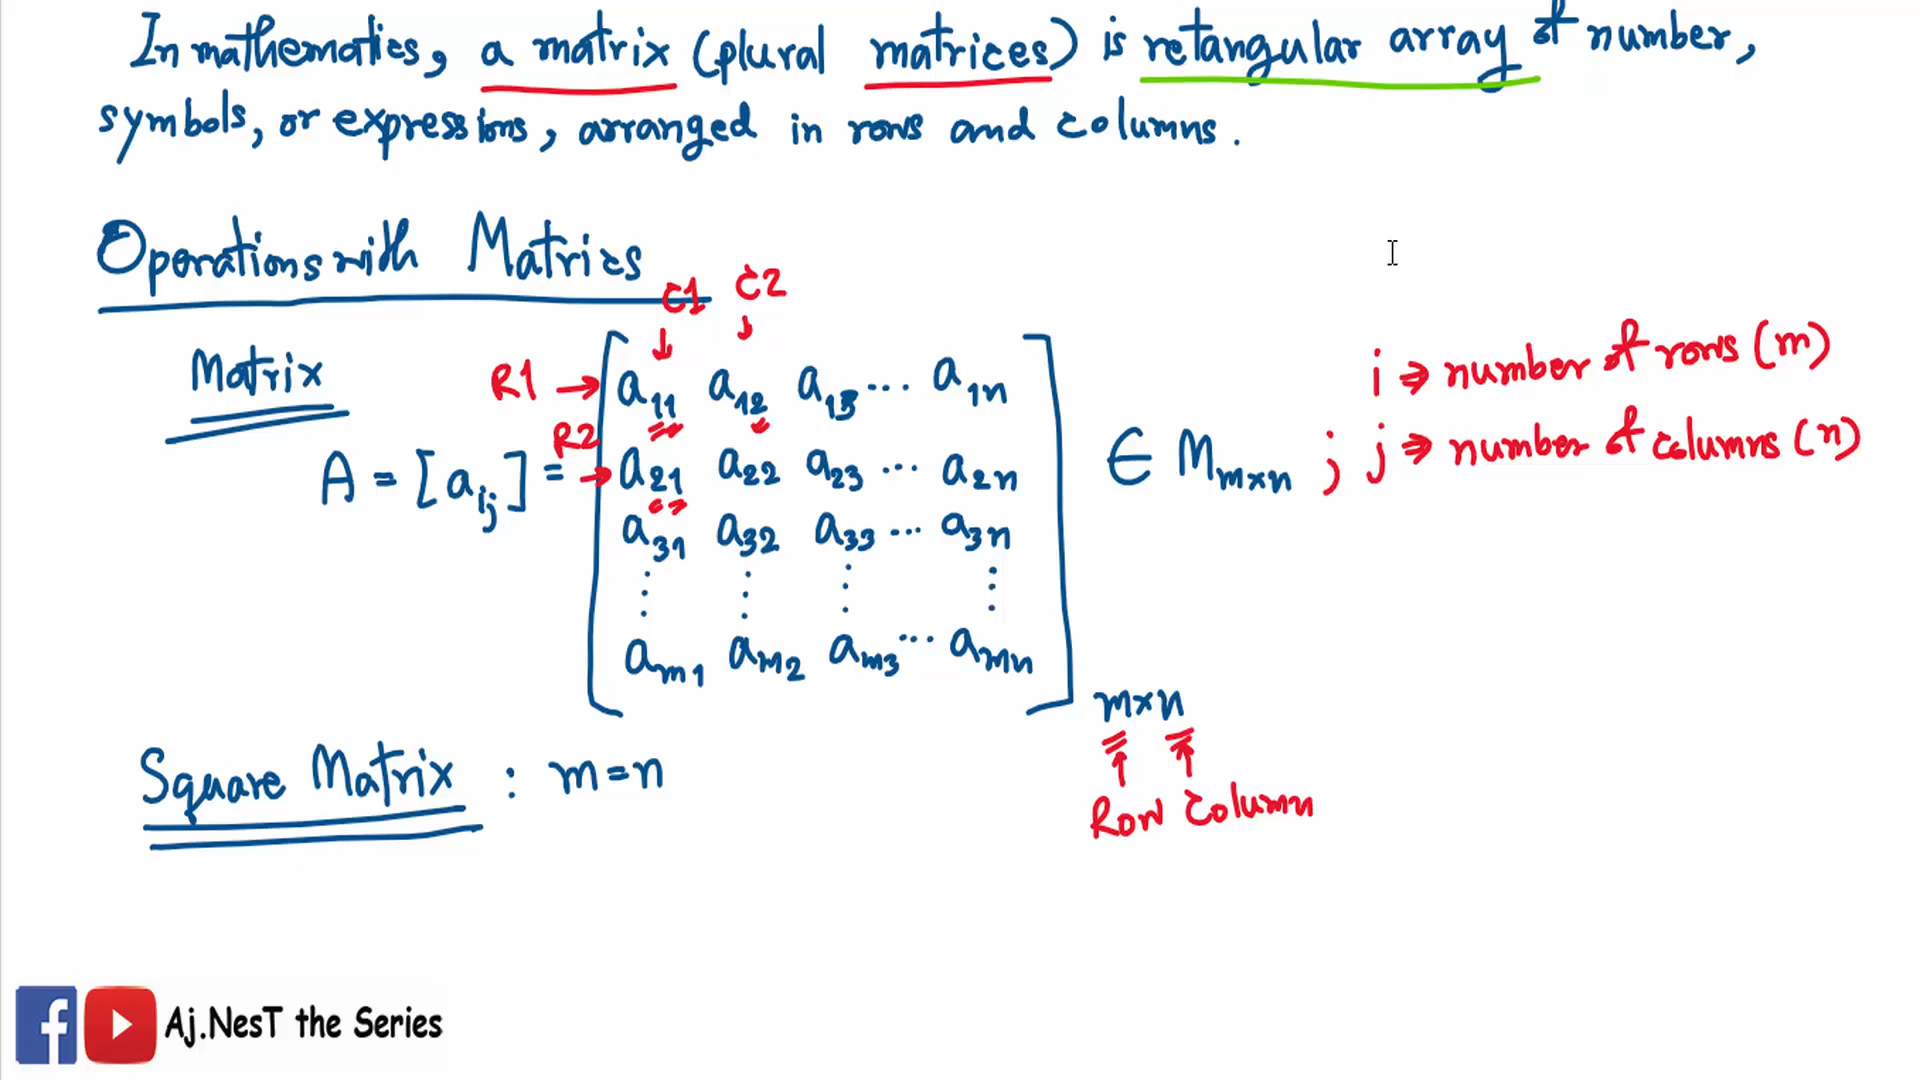 In mathematics, a matrix (plural matrices) is retangular array of number,
symbols, or expressions, arranged in rows and columns.
Operations with Matrics
C1 C2
Matrix
R1 → a11 a12 a13 ... a1n
i ⇒ number of rows (m)
R2
A = [aij] = → a21 a22 a23 ... a2n ∈ Mm×n ; j ⇒ number of columns (n)
a31 a32 a33 ... a3n
am1 am2 am3 ... amn
m×n
Row Column
Square Matrix : m=n
f Aj.NesT the Series